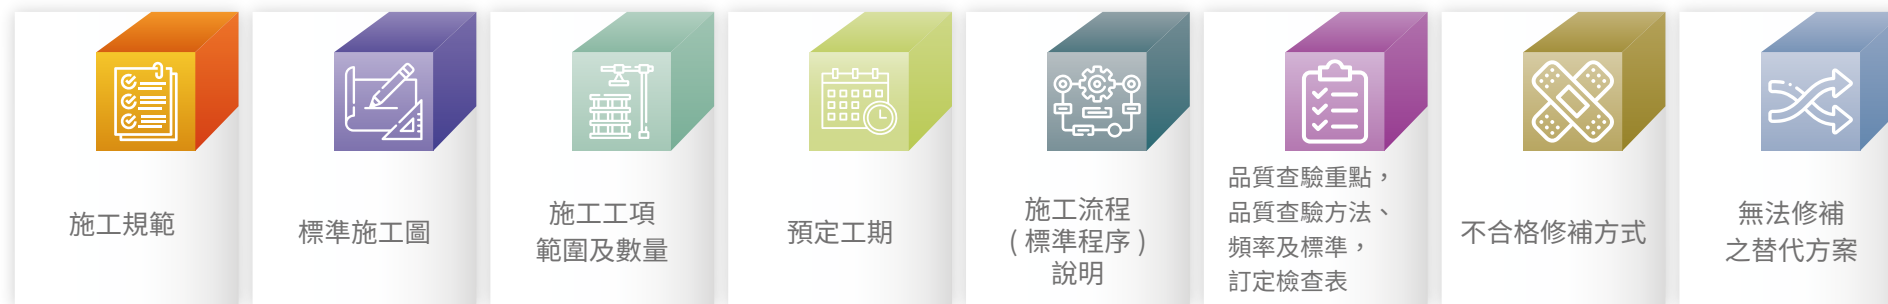 施工規範
標準施工圖
施工工項
範圍及數量
預定工期
施工流程
( 標準程序 )
說明
品質查驗重點，
品質查驗方法、
頻率及標準，
訂定檢查表
不合格修補方式
無法修補
之替代方案